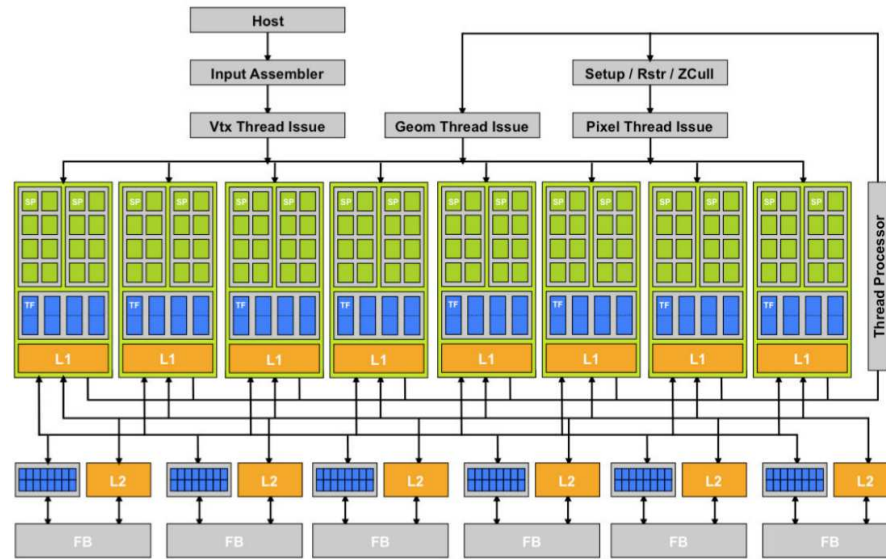 Host
Input Assembler
Setup / Rstr / ZCull
Vtx Thread Issue
Geom Thread Issue
Pixel Thread Issue
SP SP SP SP SP SP SP SP SP SP SP SP SP SP SP SP
Thread Processor
TF TF TF TF TF TF TF TF
L1 L1 L1 L1 L1 L1 L1 L1
L2 L2 L2 L2 L2 L2
FB FB FB FB FB FB